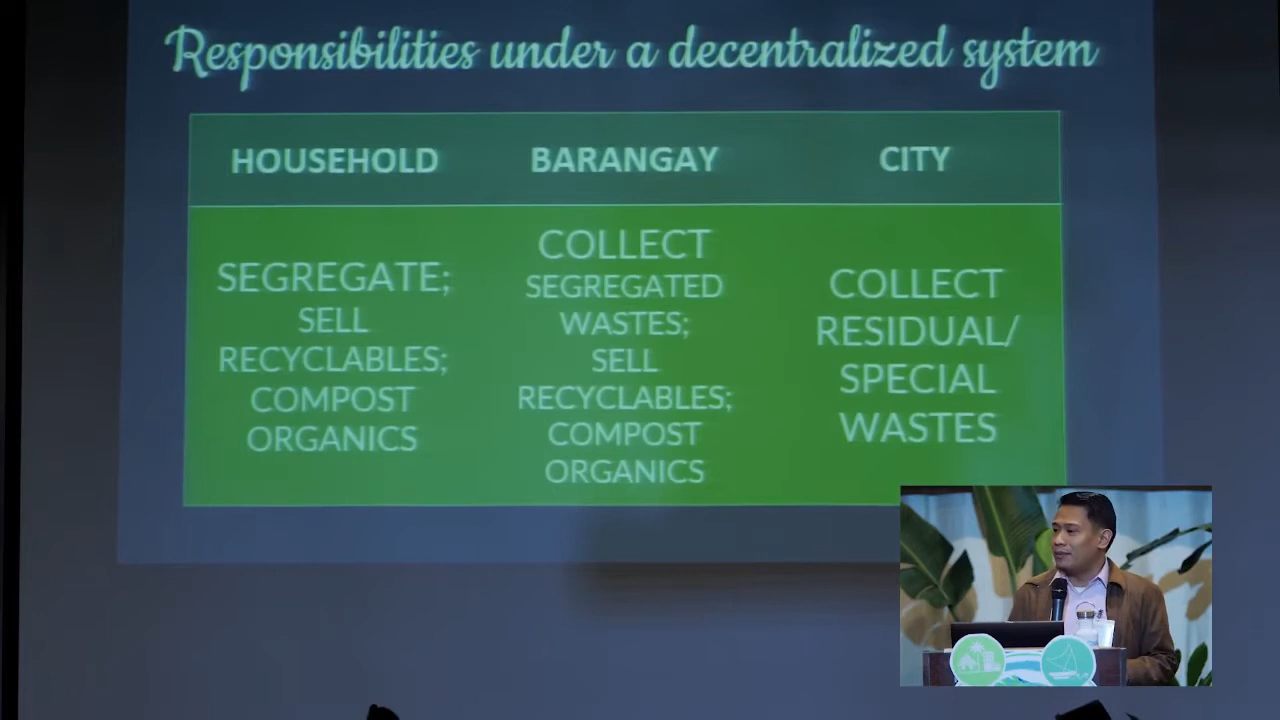 Responsibilities under a decentralized system
HOUSEHOLD
BARANGAY
CITY
SEGREGATE;
SELL
RECYCLABLES;
COMPOST
ORGANICS
COLLECT
SEGREGATED
WASTES;
SELL
RECYCLABLES;
COMPOST
ORGANICS
COLLECT
RESIDUAL/
SPECIAL
WASTES